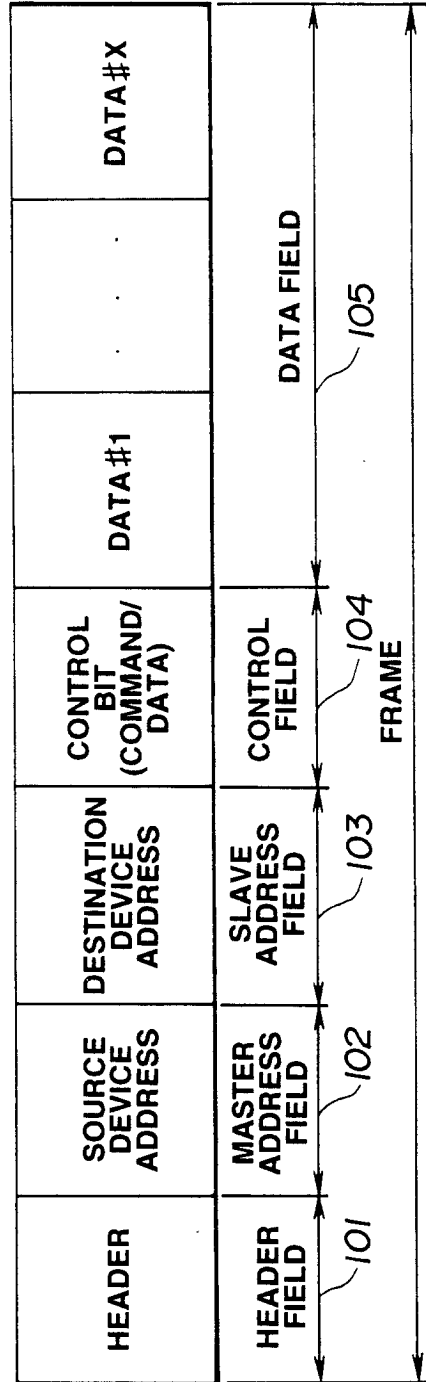 HEADER
SOURCE
DEVICE
ADDRESS
DESTINATION
DEVICE
ADDRESS
CONTROL
BIT
(COMMAND/
DATA)
DATA#1
. . .
DATA#X
HEADER
FIELD
MASTER
ADDRESS
FIELD
SLAVE
ADDRESS
FIELD
CONTROL
FIELD
DATA FIELD
101
102
103
104
105
FRAME